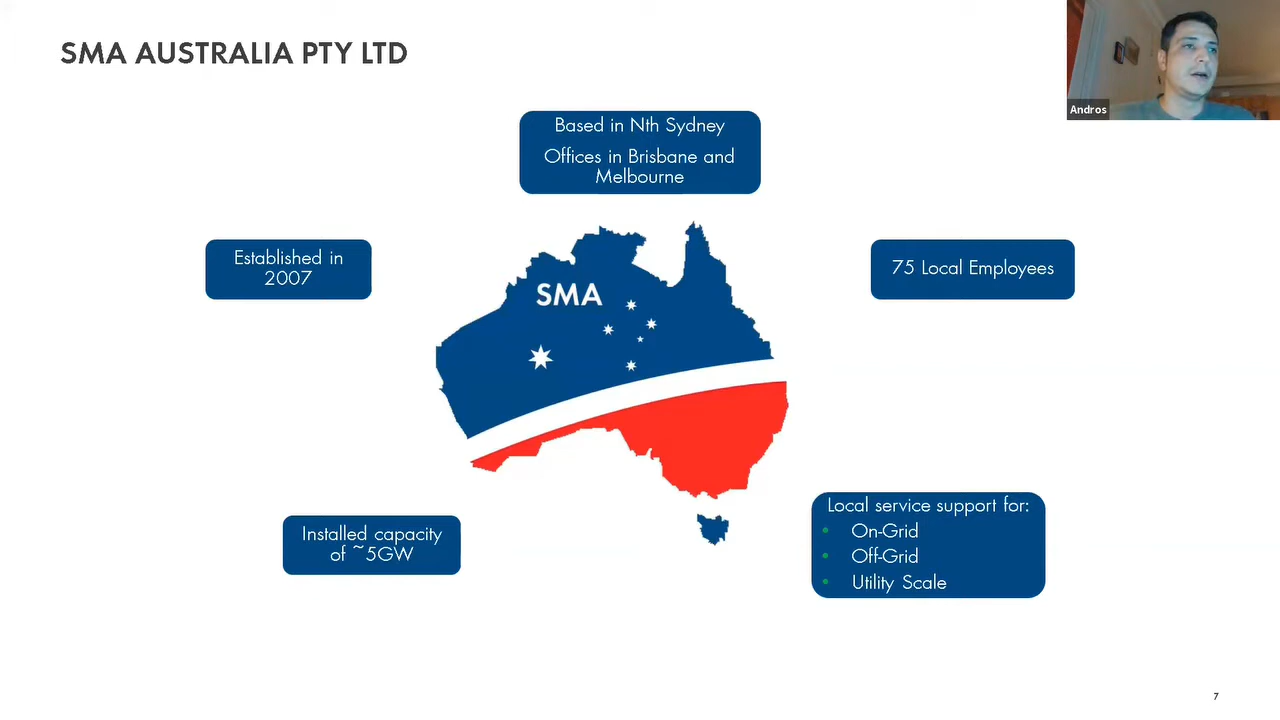 SMA AUSTRALIA PTY LTD
Andros
Based in Nth Sydney
Offices in Brisbane and
Melbourne
Established in
2007
75 Local Employees
SMA
Installed capacity
of ~5GW
Local service support for:
• On-Grid
• Off-Grid
• Utility Scale
7